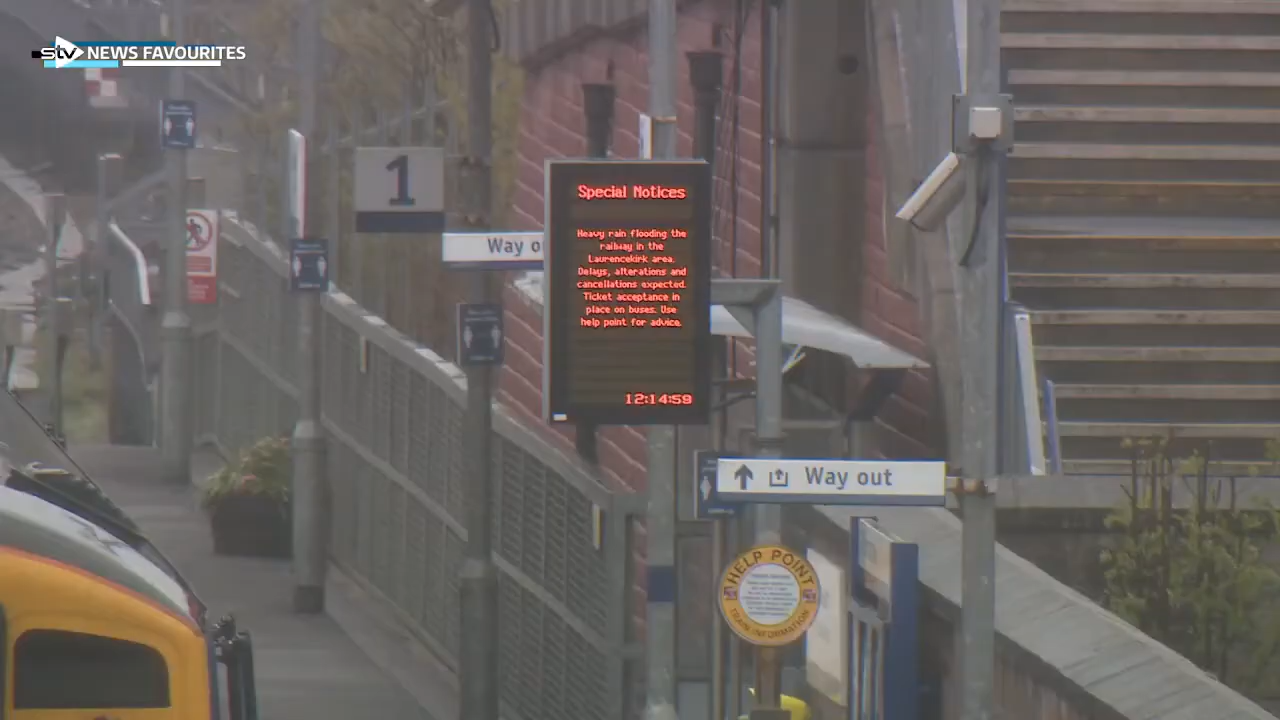 stv NEWS FAVOURITES
1
Way o
Special Notices
Heavy rain flooding the
railway in the
Laurencekirk area.
Delays, alterations and
cancellations expected.
Ticket acceptance in
place on buses. Use
help point for advice.
12:14:59
Way out
HELP POINT
TRAIN INFORMATION